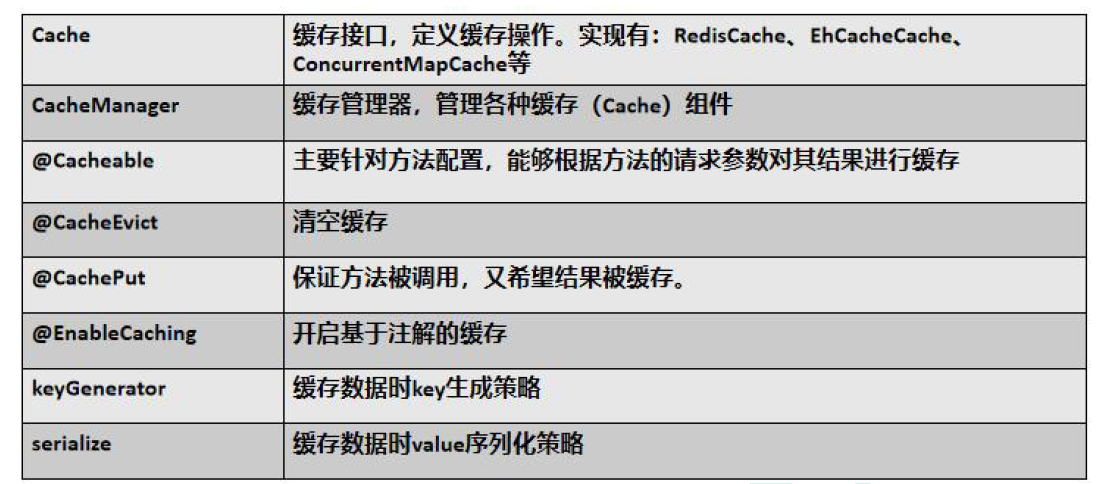 Cache
缓存接口，定义缓存操作。实现有：RedisCache、EhCacheCache、
ConcurrentMapCache等
CacheManager
缓存管理器，管理各种缓存（Cache）组件
@Cacheable
主要针对方法配置，能够根据方法的请求参数对其结果进行缓存
@CacheEvict
清空缓存
@CachePut
保证方法被调用，又希望结果被缓存。
@EnableCaching
开启基于注解的缓存
keyGenerator
缓存数据时key生成策略
serialize
缓存数据时value序列化策略